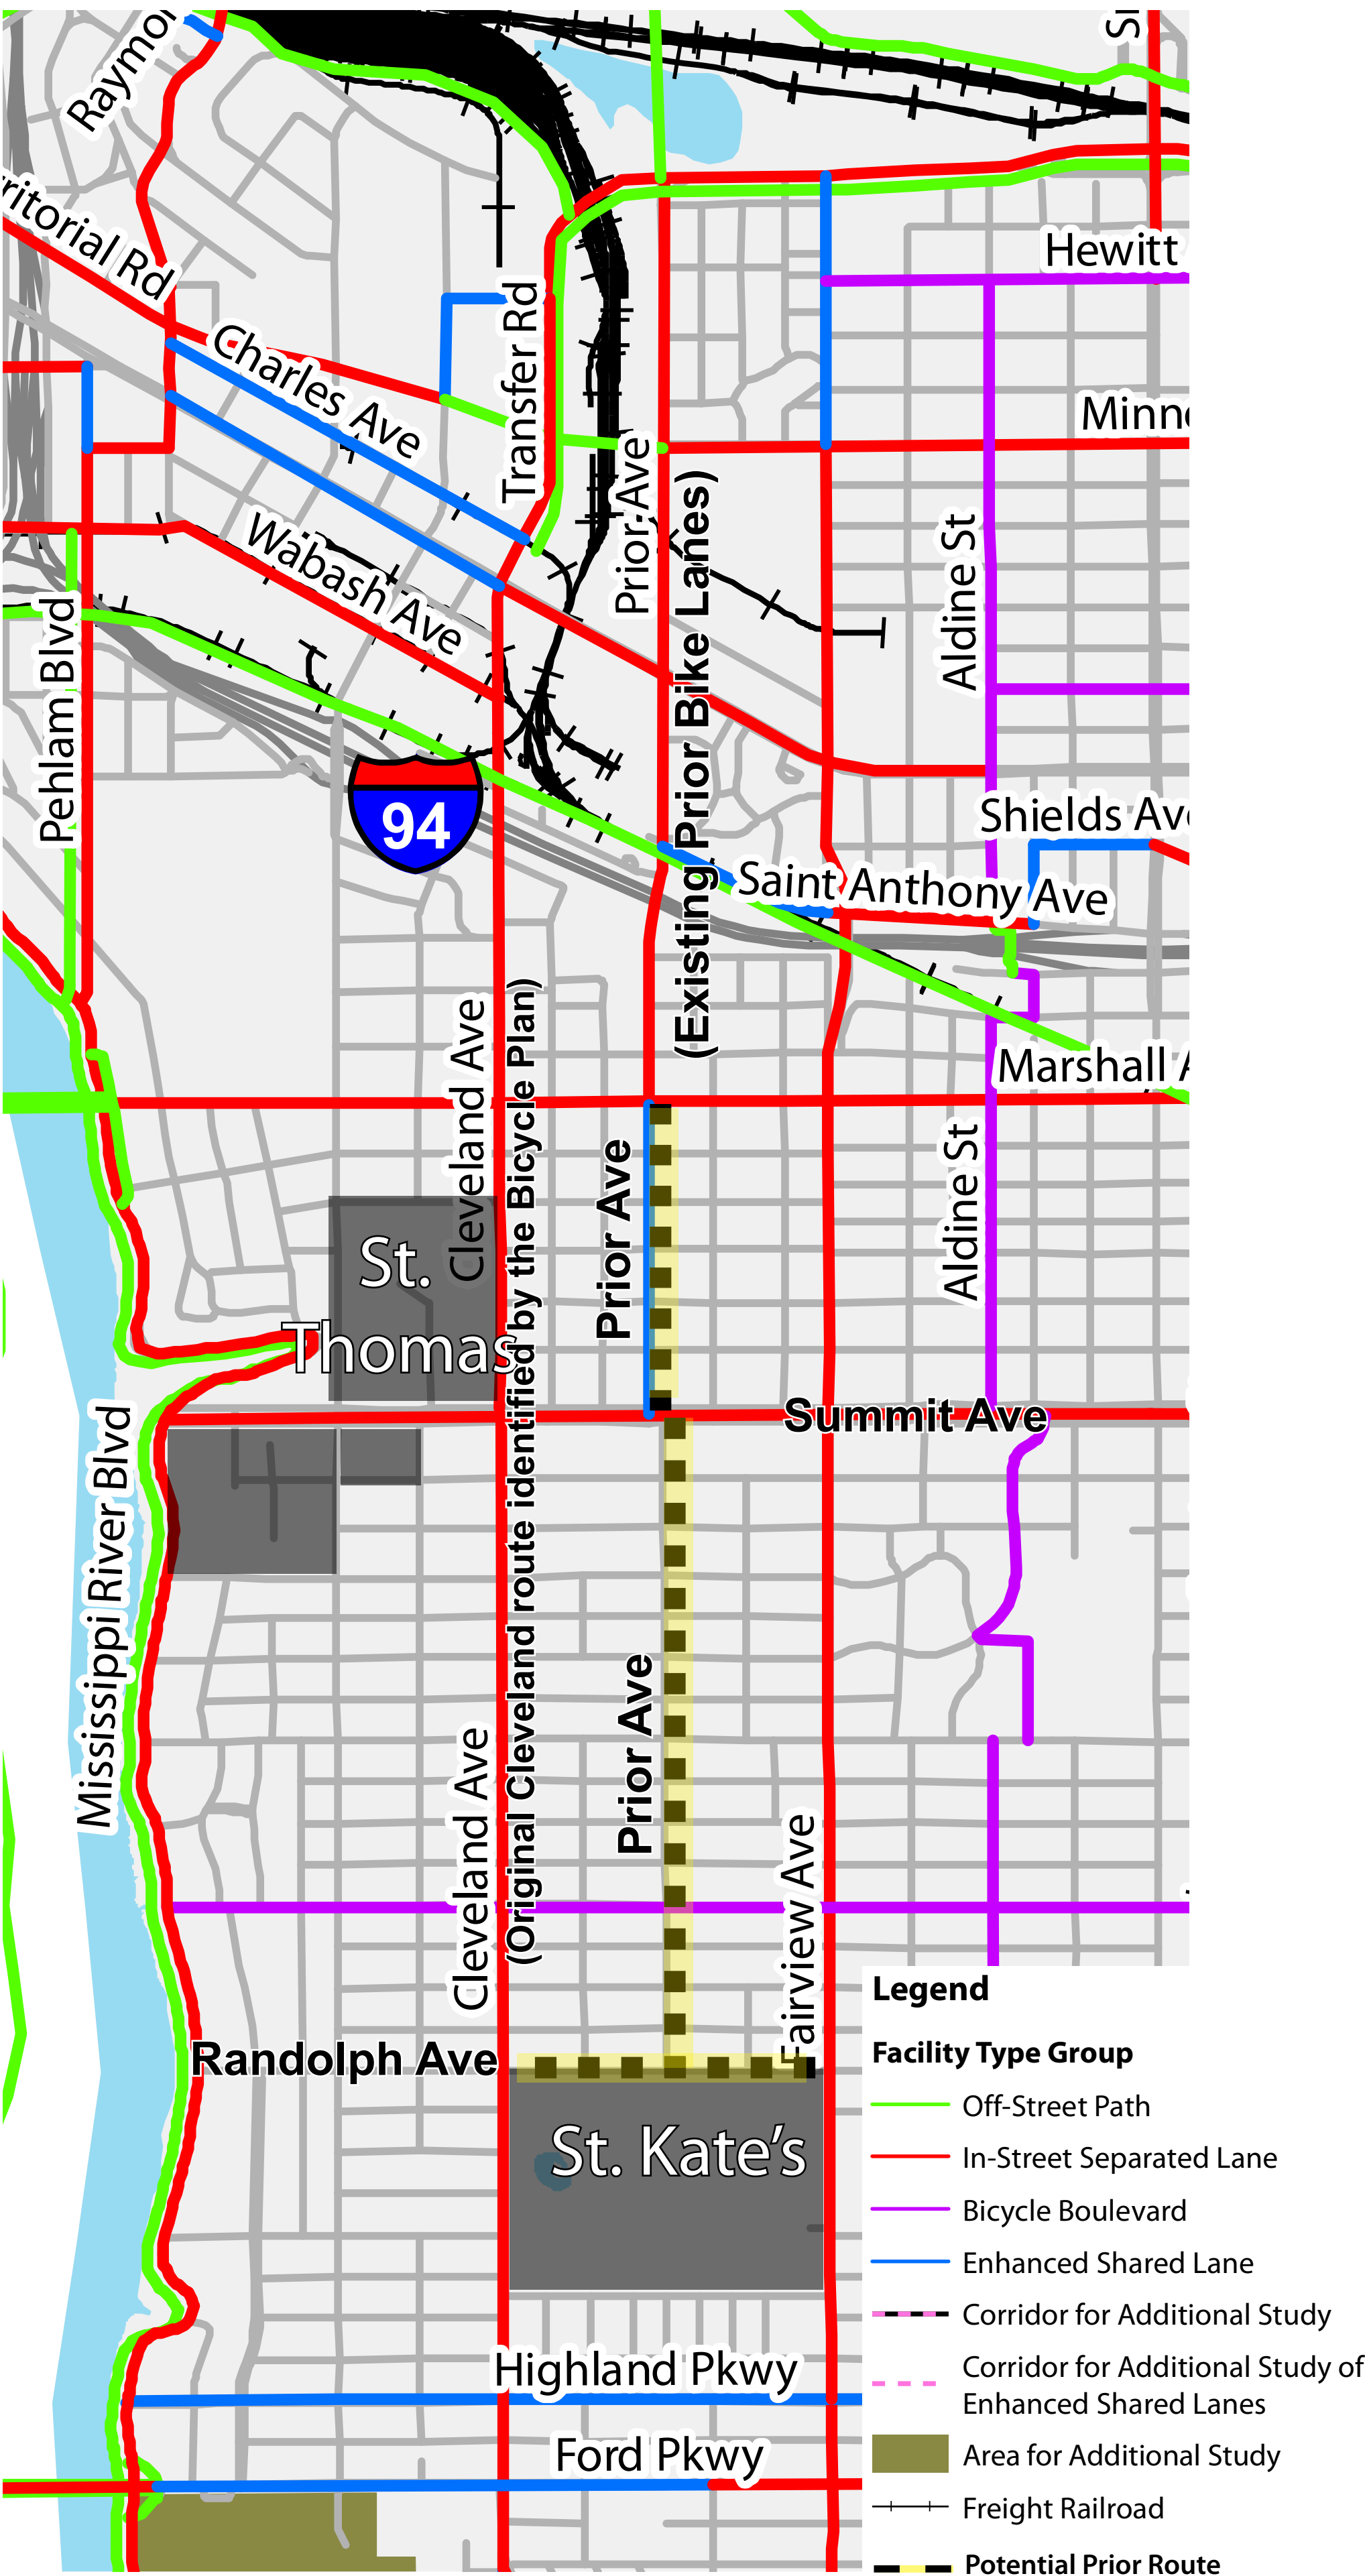 Raymo
Si
ritorial Rd
Hewitt
Charles Ave
Transfer Rd
Minne
Prior Ave
(Existing Prior Bike Lanes)
Aldine St
Wabash Ave
Pehlam Blvd
94
Shields Ave
Saint Anthony Ave
Cleveland Ave
(Original Cleveland route identified by the Bicycle Plan)
Marshall A
Prior Ave
Aldine St
St.
Thomas
Summit Ave
Mississippi River Blvd
Prior Ave
Cleveland Ave
Fairview Ave
Randolph Ave
St. Kate's
Highland Pkwy
Ford Pkwy
Legend
Facility Type Group
Off-Street Path
In-Street Separated Lane
Bicycle Boulevard
Enhanced Shared Lane
Corridor for Additional Study
Corridor for Additional Study of
Enhanced Shared Lanes
Area for Additional Study
Freight Railroad
Potential Prior Route